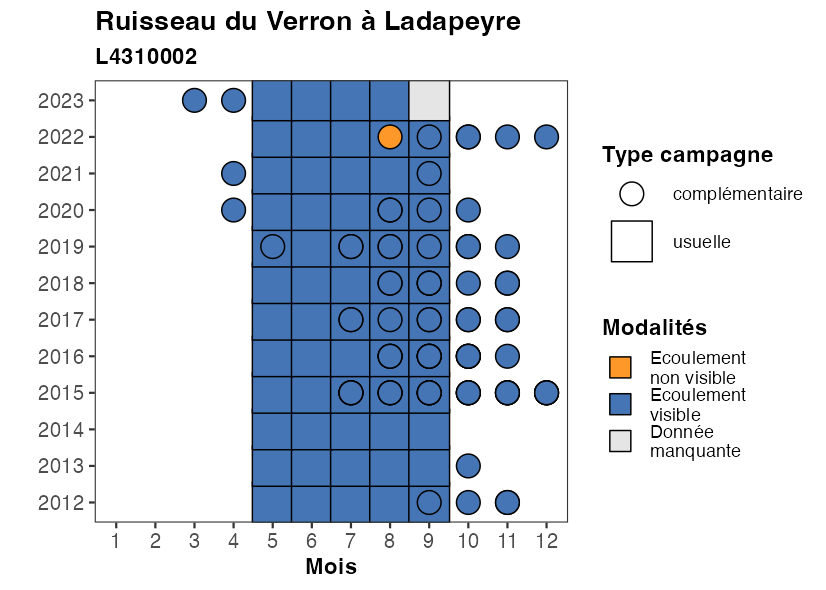 Ruisseau du Verron à Ladapeyre
L4310002
2023
2022
2021
2020
2019
2018
2017
2016
2015
2014
2013
2012
1 2 3 4 5 6 7 8 9 10 11 12
Mois
Type campagne
complémentaire
usuelle
Modalités
Ecoulement
non visible
Ecoulement
visible
Donnée
manquante